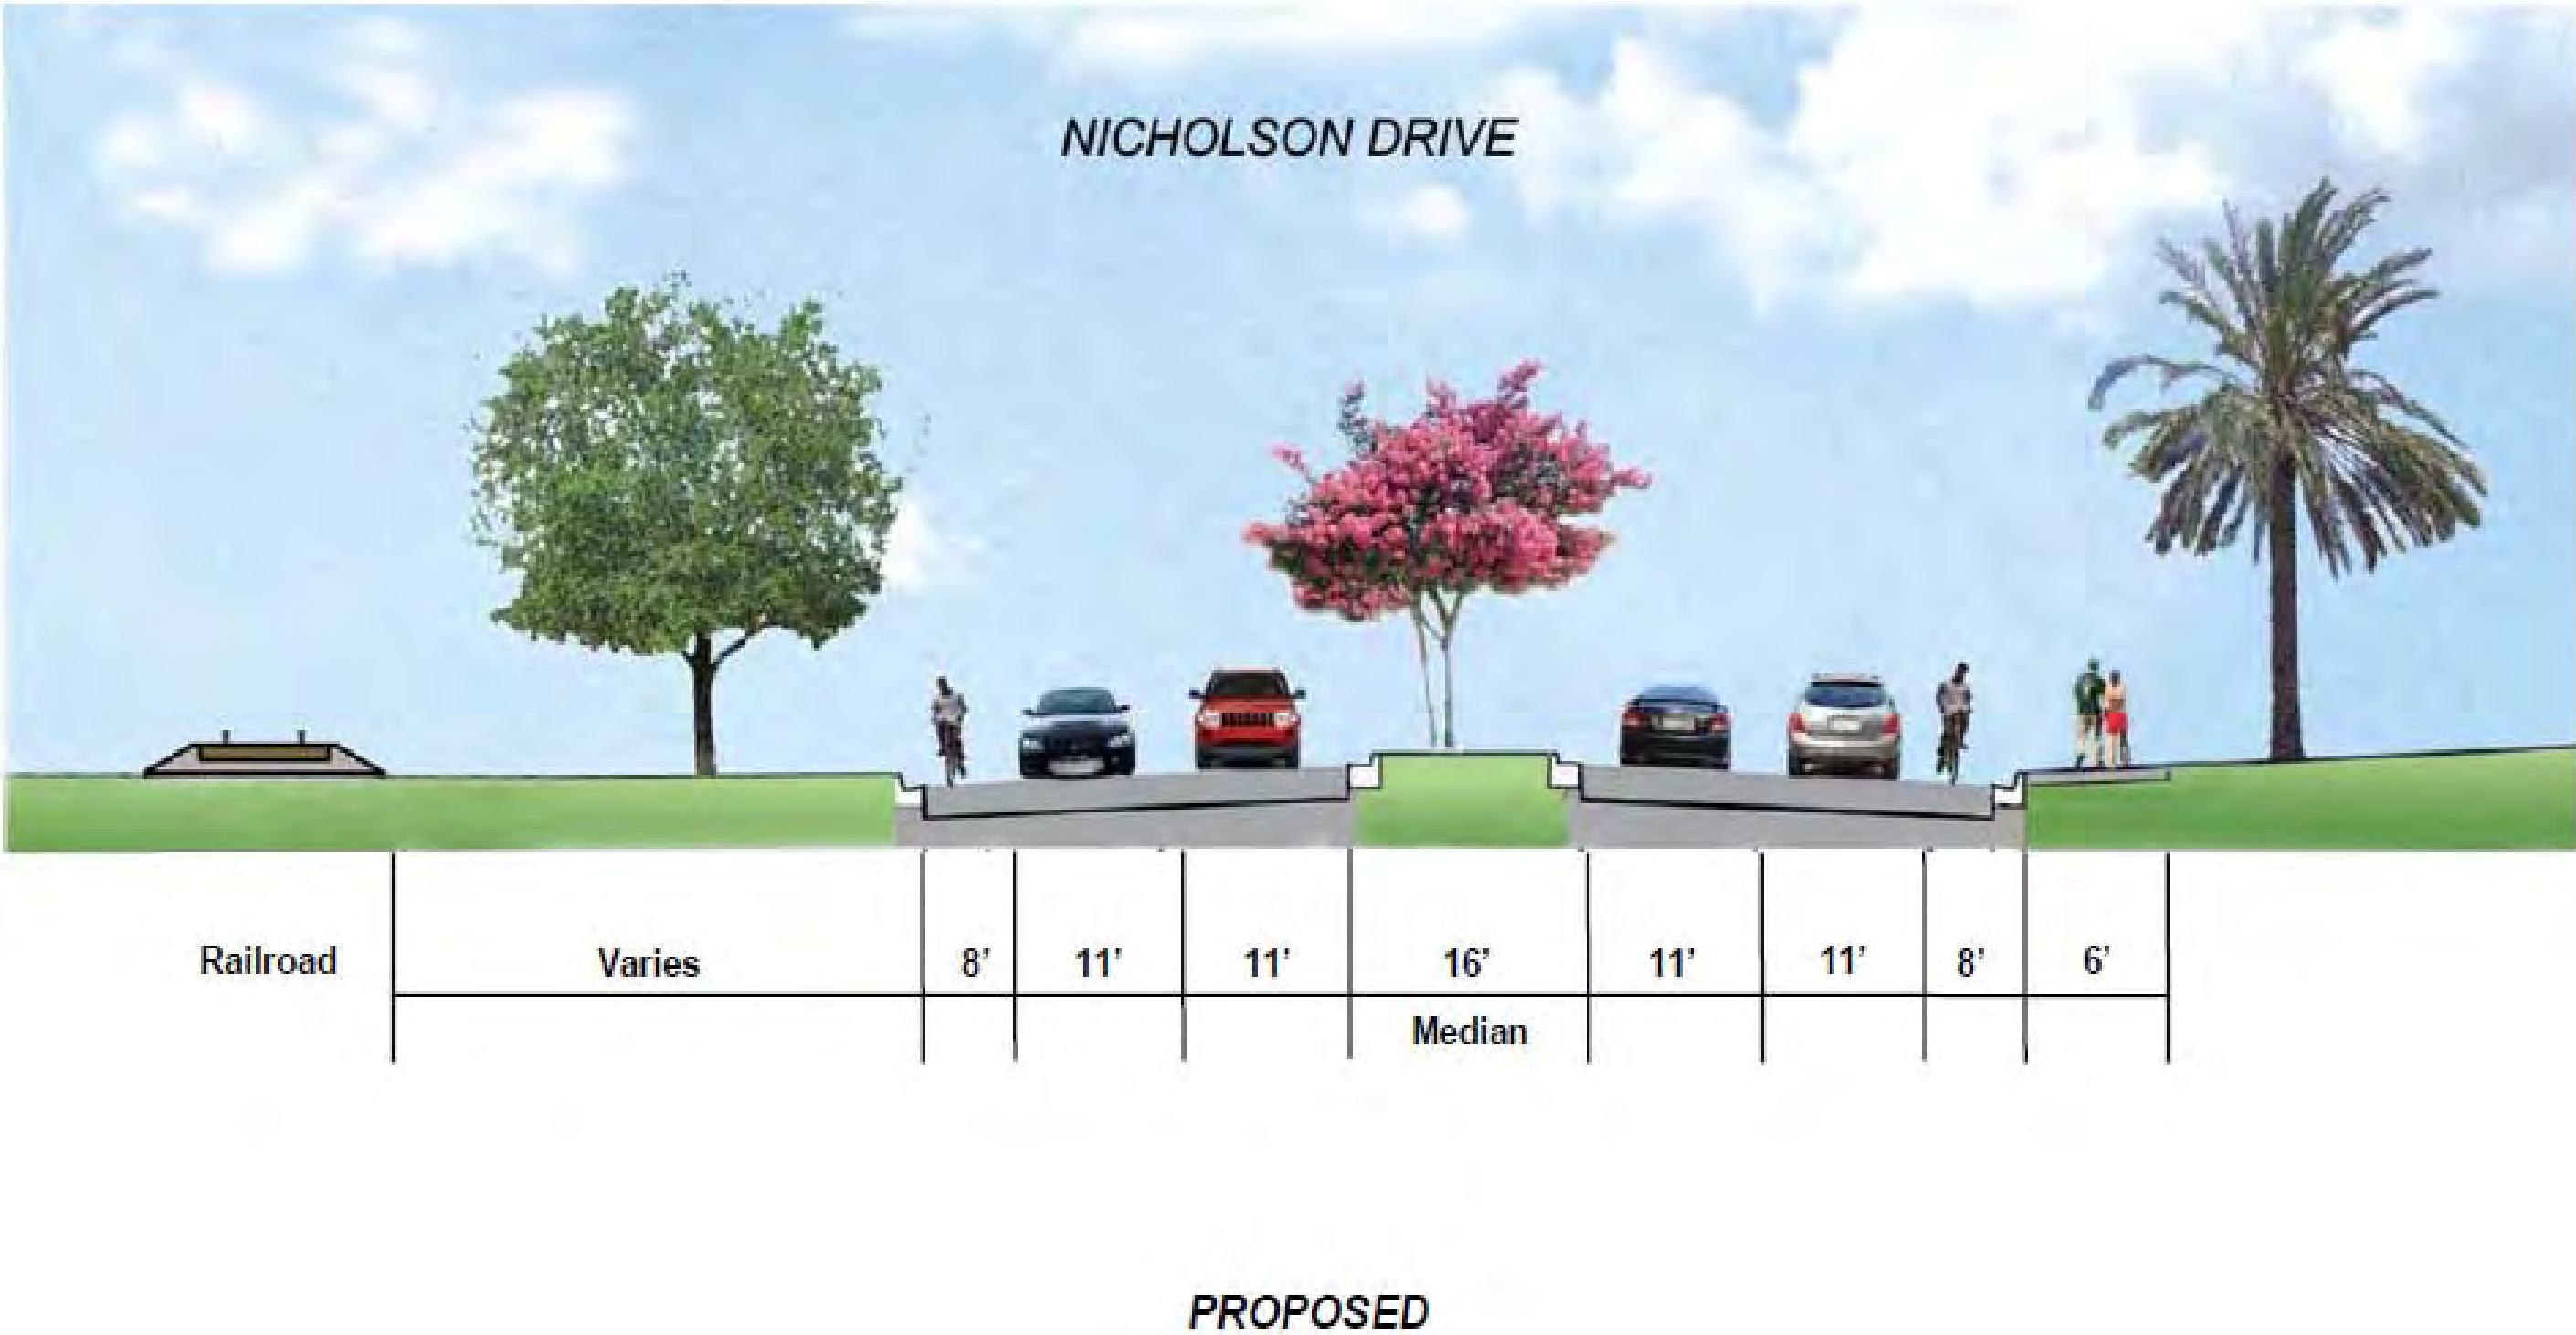 NICHOLSON DRIVE
Railroad Varies 8’ 11’ 11’ 16’ 11’ 11’ 8’ 6’
Median
PROPOSED